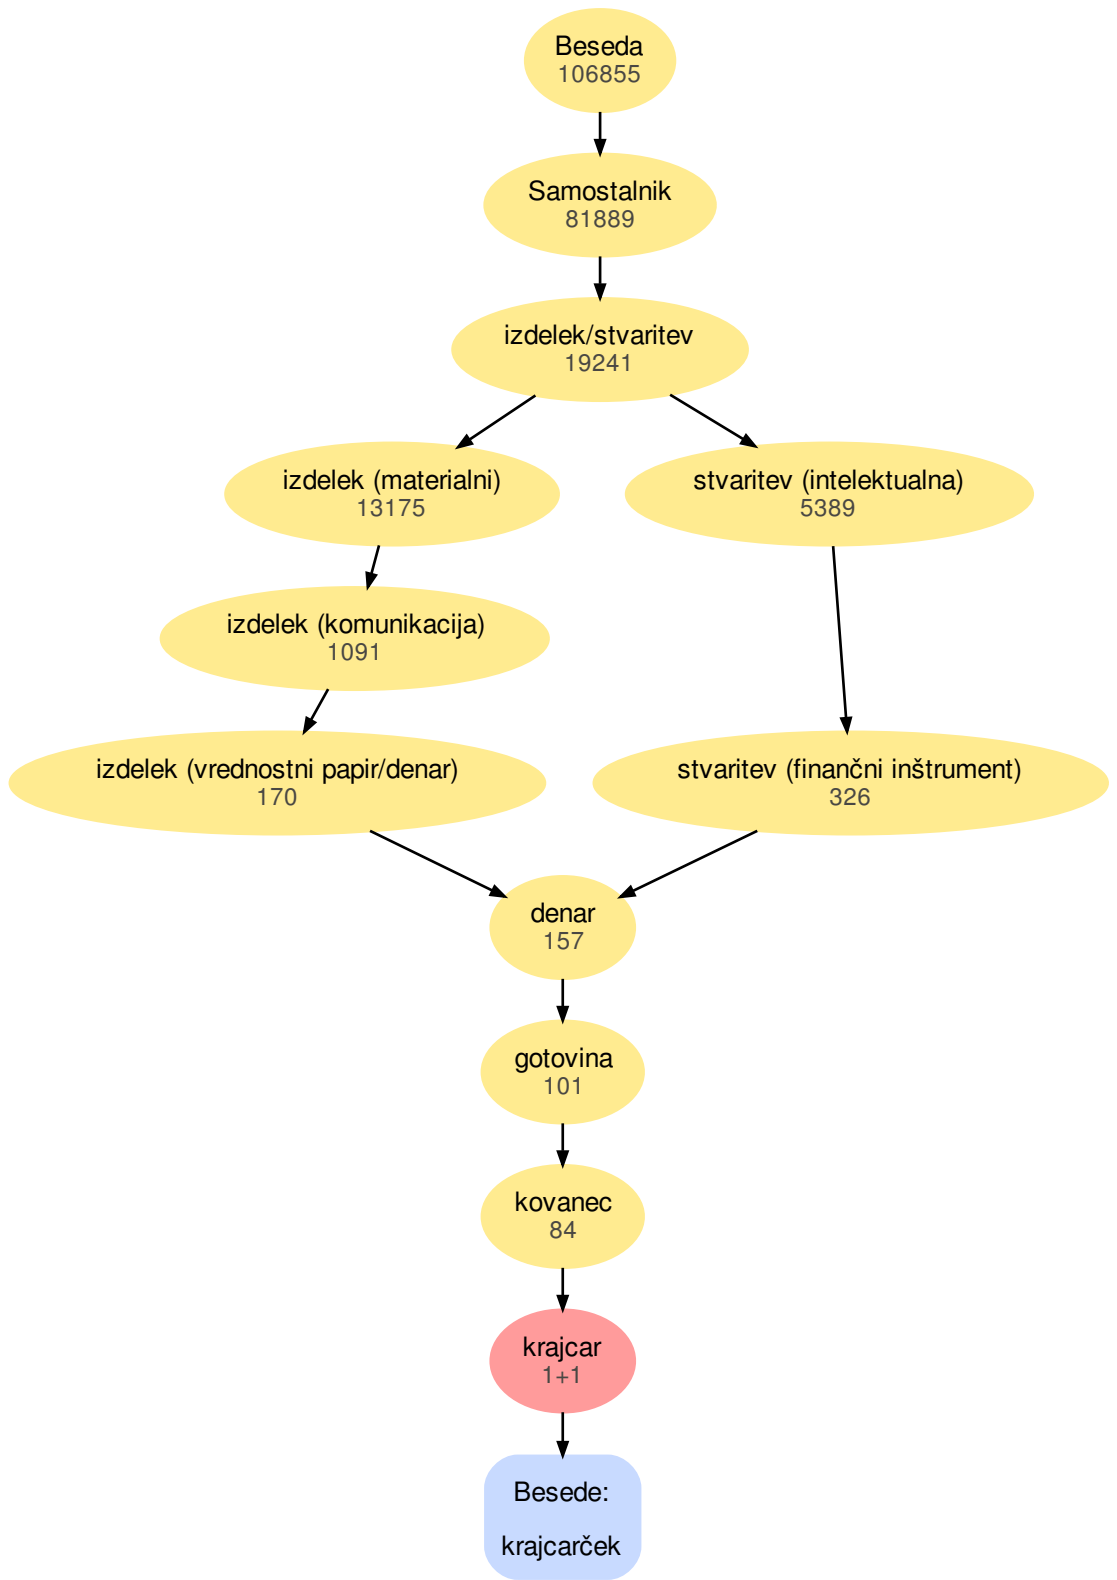 Beseda
106855
Samostalnik
81889
izdelek/stvaritev
19241
izdelek (materialni)
13175
stvaritev (intelektualna)
5389
izdelek (komunikacija)
1091
izdelek (vrednostni papir/denar)
170
stvaritev (finančni inštrument)
326
denar
157
gotovina
101
kovanec
84
krajcar
1+1
Besede:
krajcarček